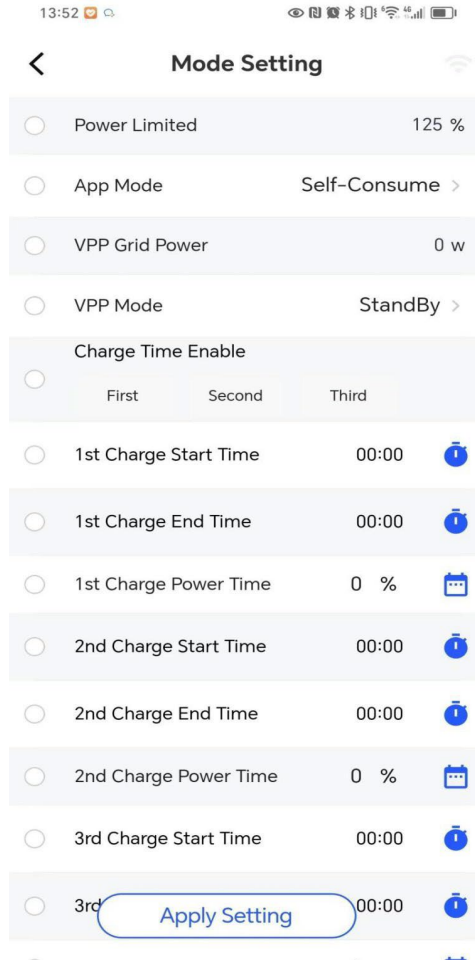 13:52
6 4G
Mode Setting
Power Limited 125 %
App Mode Self-Consume >
VPP Grid Power 0 w
VPP Mode StandBy >
Charge Time Enable
First Second Third
1st Charge Start Time 00:00
1st Charge End Time 00:00
1st Charge Power Time 0 %
2nd Charge Start Time 00:00
2nd Charge End Time 00:00
2nd Charge Power Time 0 %
3rd Charge Start Time 00:00
3rd 00:00
Apply Setting